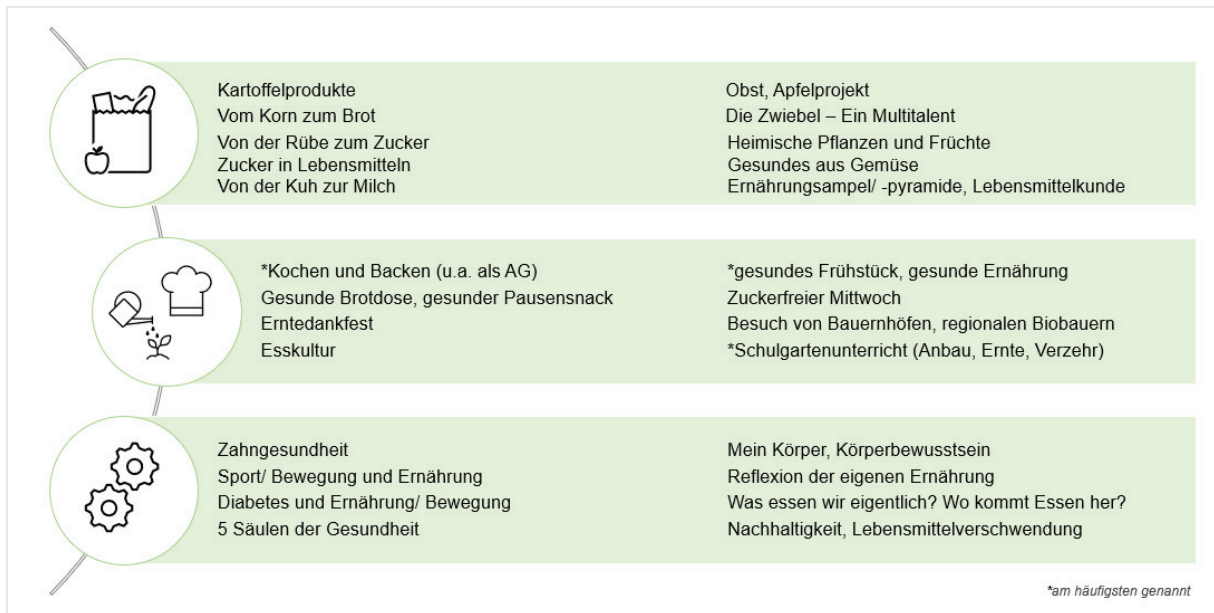 Kartoffelprodukte
Vom Korn zum Brot
Von der Rübe zum Zucker
Zucker in Lebensmitteln
Von der Kuh zur Milch
Obst, Apfelprojekt
Die Zwiebel – Ein Multitalent
Heimische Pflanzen und Früchte
Gesundes aus Gemüse
Ernährungsampel/ -pyramide, Lebensmittelkunde
*Kochen und Backen (u.a. als AG)
Gesunde Brotdose, gesunder Pausensnack
Erntedankfest
Esskultur
*gesundes Frühstück, gesunde Ernährung
Zuckerfreier Mittwoch
Besuch von Bauernhöfen, regionalen Biobauern
*Schulgartenunterricht (Anbau, Ernte, Verzehr)
Zahngesundheit
Sport/ Bewegung und Ernährung
Diabetes und Ernährung/ Bewegung
5 Säulen der Gesundheit
Mein Körper, Körperbewusstsein
Reflexion der eigenen Ernährung
Was essen wir eigentlich? Wo kommt Essen her?
Nachhaltigkeit, Lebensmittelverschwendung
*am häufigsten genannt